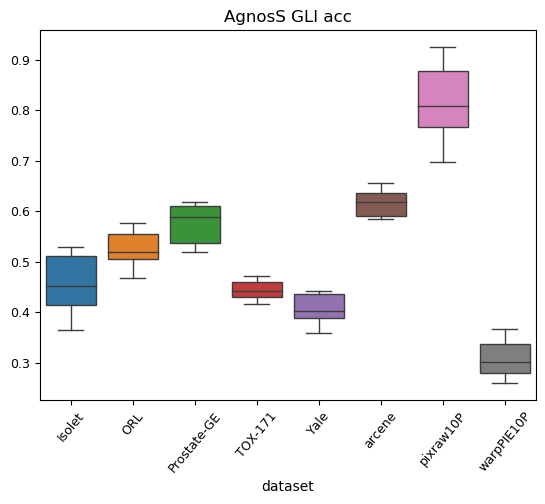 AgnosS GLI acc
0.9
0.8
0.7
0.6
0.5
0.4
0.3
Isolet
ORL
Prostate-GE
TOX-171
Yale
arcene
pixraw10P
warpPIE10P
dataset